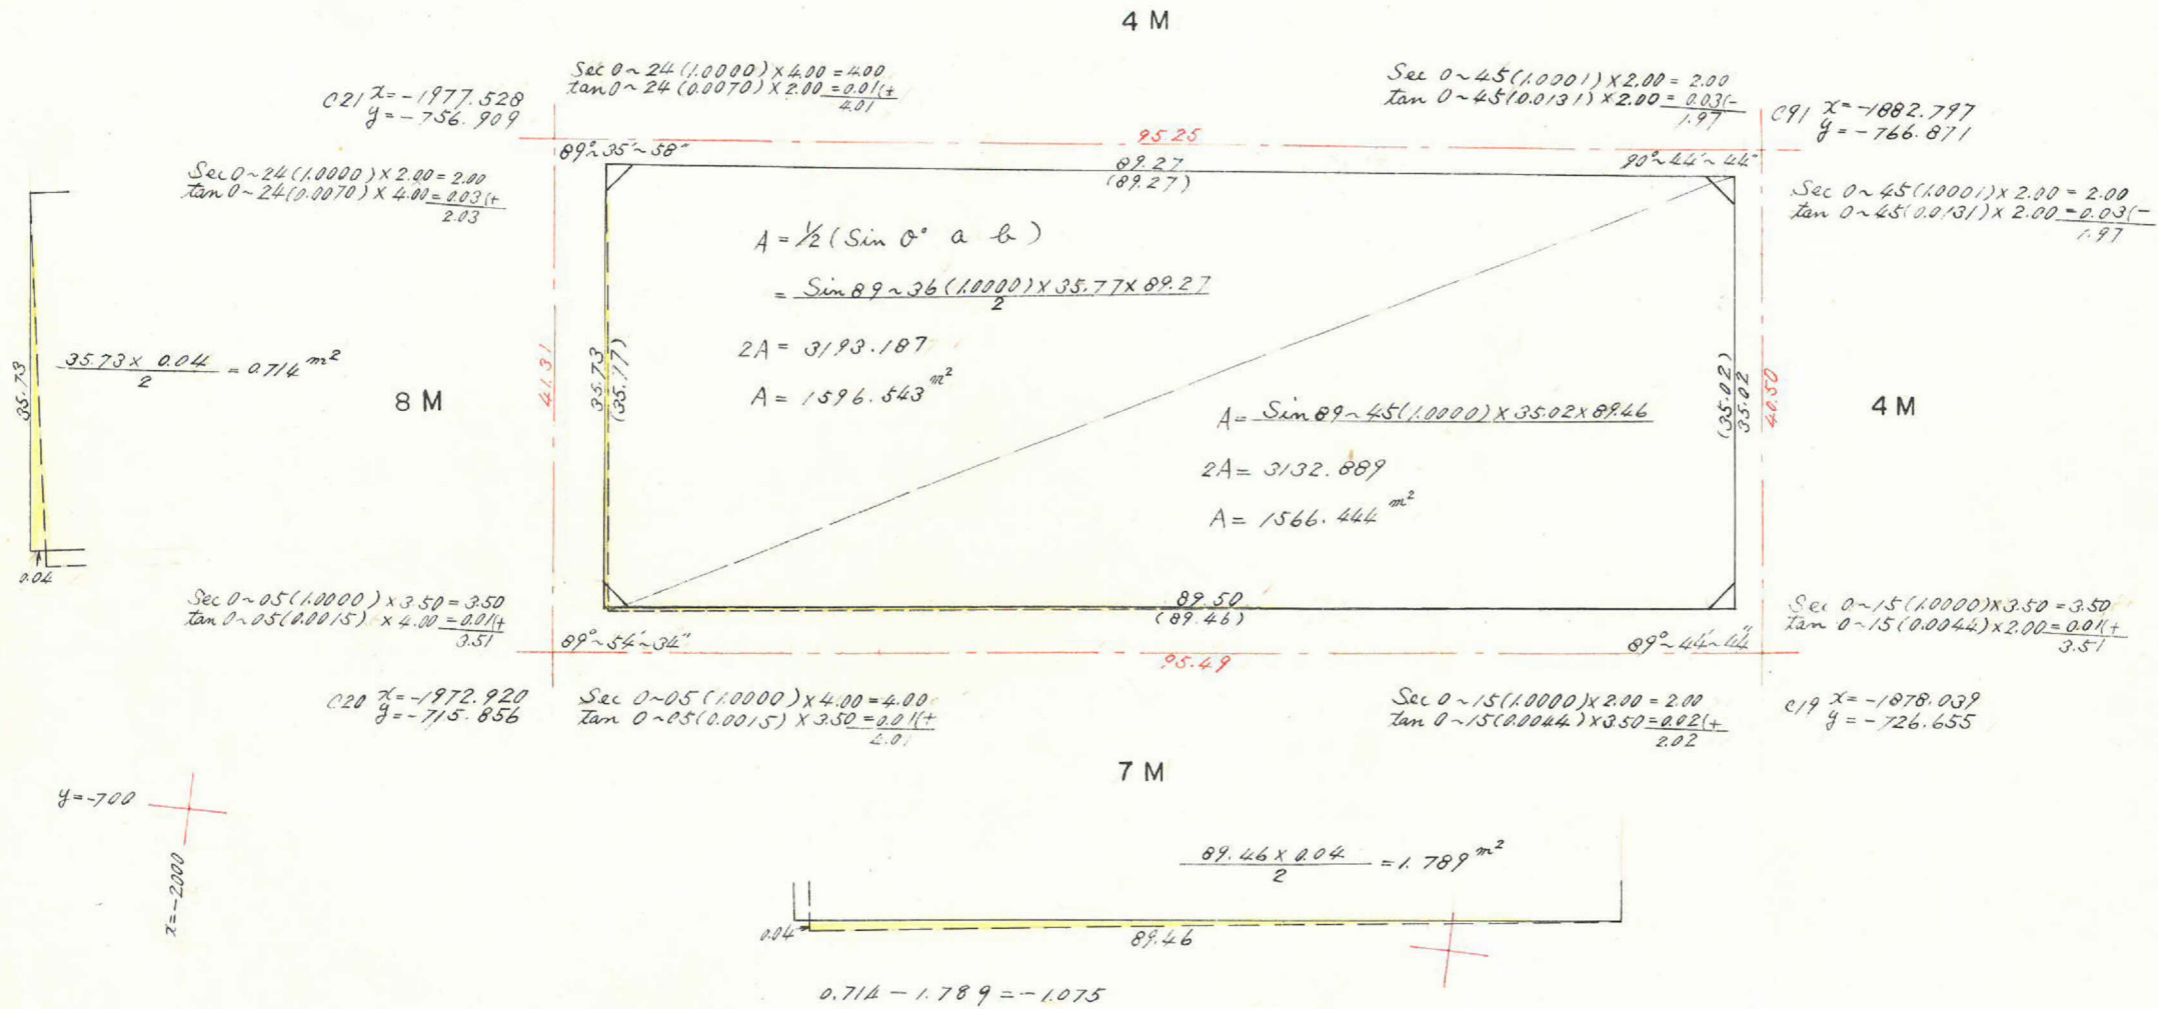 4 M
Sec 0~24 (1.0000) × 4.00 = 4.00
tan 0~24 (0.0070) × 2.00 = 0.01(+
4.01
C21 x=-1977.528
y=-756.909
Sec 0~45(1.0001) × 2.00 = 2.00
tan 0~45(0.0131) × 2.00 = 0.03(-
1.97
C91 x=-1882.797
y=-766.871
95.25
89°~35'~58"
89.27
(89.27)
90°~44'~44"
Sec 0~24(1.0000) × 2.00 = 2.00
tan 0~24(0.0070) × 4.00 = 0.03(+
2.03
Sec 0~45(1.0001) × 2.00 = 2.00
tan 0~45(0.0131) × 2.00 = 0.03(-
1.97
A = 1/2 (Sin θ° a b)
= Sin 89~36 (1.0000) × 35.77 × 89.27
2
2A = 3193.187
A = 1596.543 m²
35.73
35.73 × 0.04 = 0.714 m²
2
0.04
8 M
41.31
35.73
(35.77)
A = Sin 89~45 (1.0000) × 35.02 × 89.46
2A = 3132.889
A = 1566.444 m²
(35.02)
35.02
40.50
4 M
Sec 0~05 (1.0000) × 3.50 = 3.50
tan 0~05 (0.0015) × 4.00 = 0.01(+
3.51
89.50
(89.46)
Sec 0~15(1.0000) × 3.50 = 3.50
tan 0~15(0.0044) × 2.00 = 0.01(+
3.51
89°~54'~34"
95.49
89°~44'~44"
C20 x=-1972.920
y=-715.856
Sec 0~05 (1.0000) × 4.00 = 4.00
tan 0~05(0.0015) × 3.50 = 0.01(+
4.01
Sec 0~15(1.0000) × 2.00 = 2.00
tan 0~15(0.0044) × 3.50 = 0.02(+
2.02
C19 x=-1878.039
y=-726.655
7 M
y=-700
x=-2000
89.46 × 0.04 = 1.789 m²
2
0.04
89.46
0.714 - 1.789 = -1.075